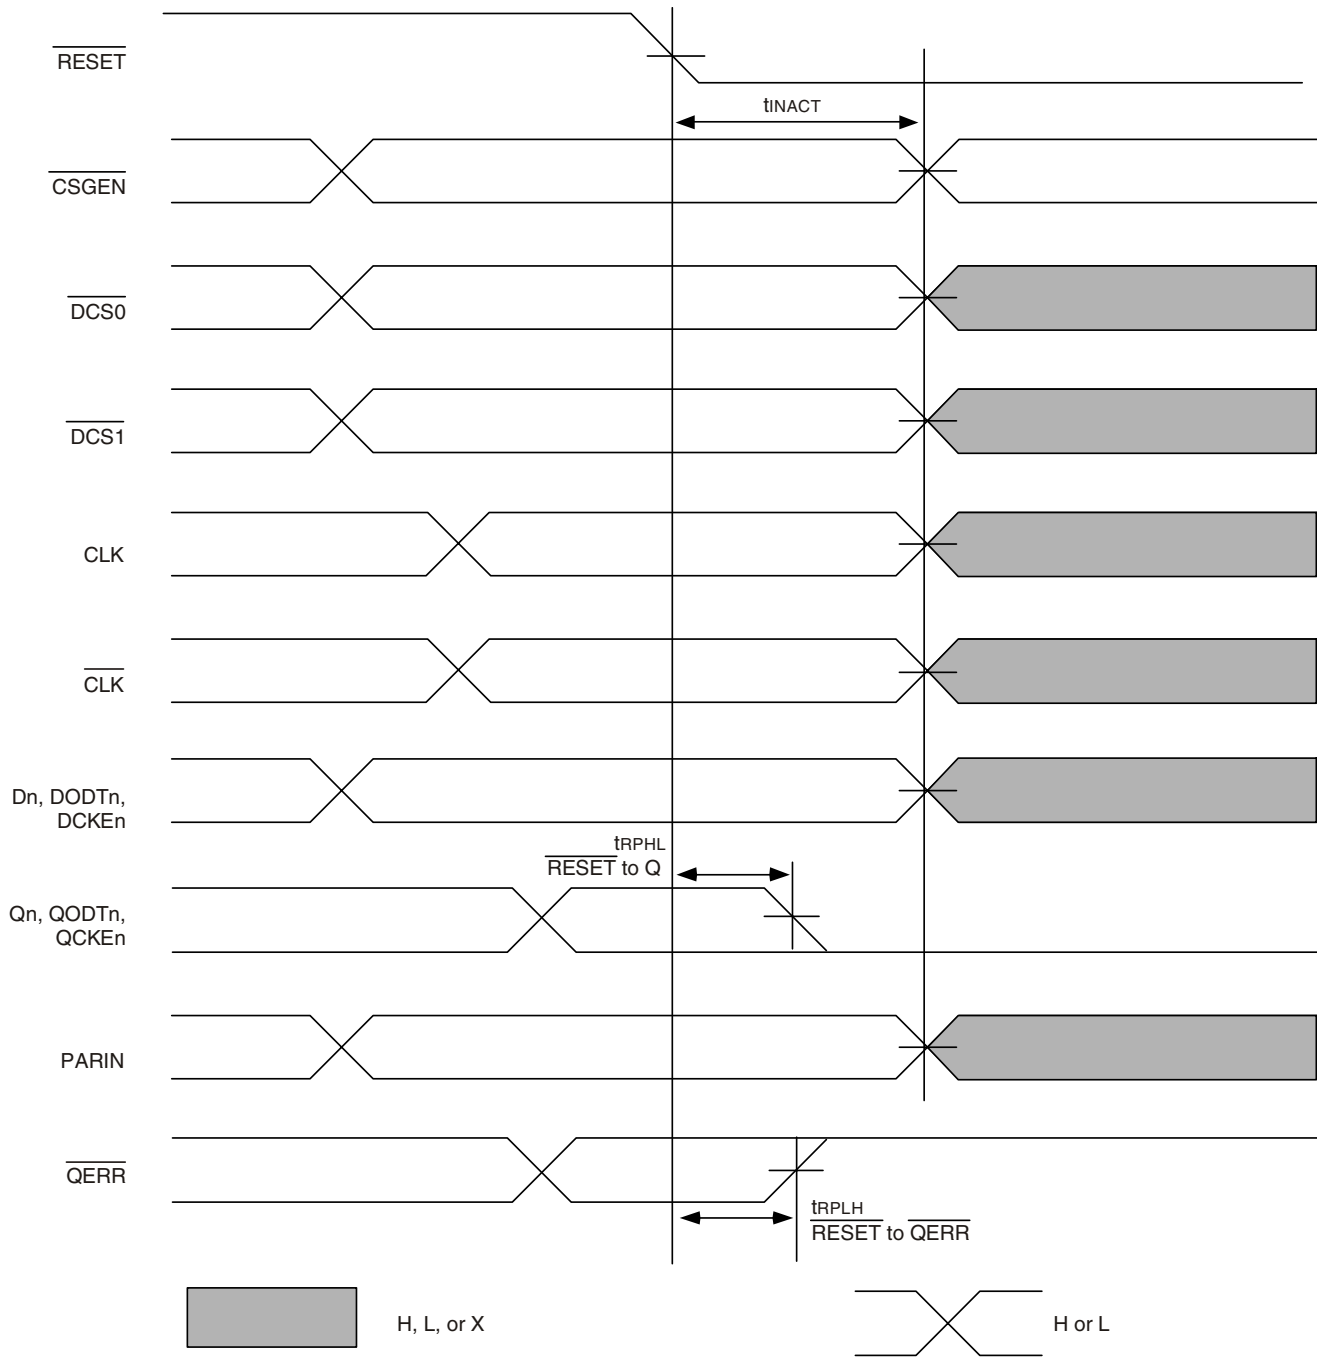 RESET
tINACT
CSGEN
DCS0
DCS1
CLK
CLK
Dn, DODTn,
DCKEn
tRPHL
RESET to Q
Qn, QODTn,
QCKEn
PARIN
QERR
tRPLH
RESET to QERR
H, L, or X
H or L